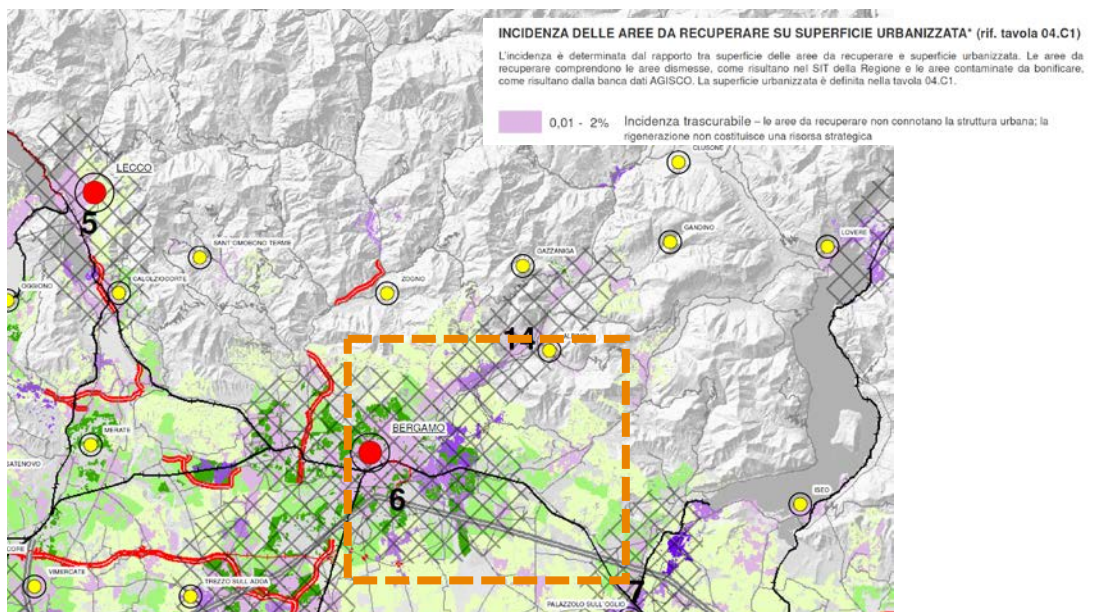 INCIDENZA DELLE AREE DA RECUPERARE SU SUPERFICIE URBANIZZATA* (rif. tavola 04.C1)
L'incidenza è determinata dal rapporto tra superficie delle aree da recuperare e superficie urbanizzata. Le aree da
recuperare comprendono le aree dismesse, come risultano nel SIT della Regione e le aree contaminate da bonificare,
come risultano dalla banca dati AGISCO. La superficie urbanizzata è definita nella tavola 04.C1.
0,01 - 2% Incidenza trascurabile – le aree da recuperare non connotano la struttura urbana; la
rigenerazione non costituisce una risorsa strategica
CLUSONE
LECCO
5
SANT'OMOBONO TERME
GAZZANIGA
GANDINO
LOVERE
OGGIONO
CALOLZIOCORTE
ZOGNO
14
BERGAMO
MERATE
6
ISEO
VIMERCATE
TREZZO SULL'ADDA
7
PALAZZOLO SULL'OGLIO